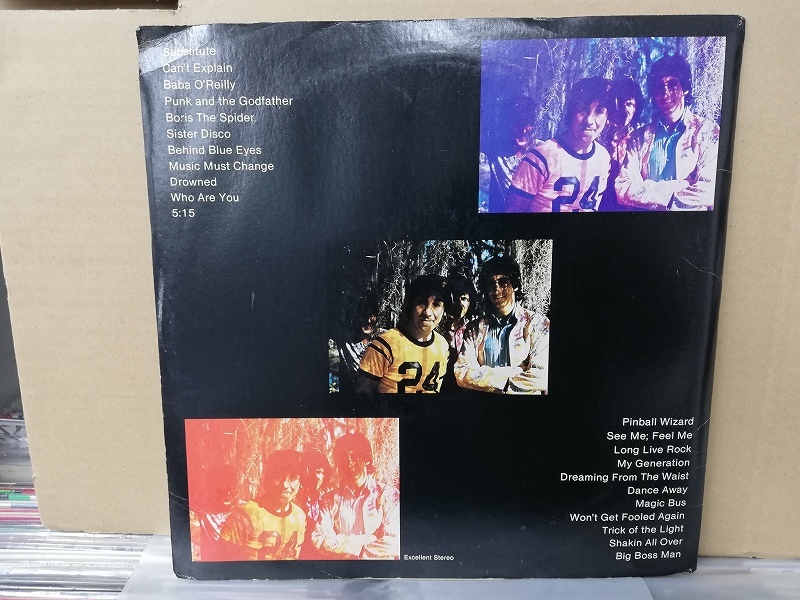 Substitute
Can't Explain
Baba O'Reilly
Punk and the Godfather
Boris The Spider
Sister Disco
Behind Blue Eyes
Music Must Change
Drowned
Who Are You
5:15
24
24
24
Pinball Wizard
See Me; Feel Me
Long Live Rock
My Generation
Dreaming From The Waist
Dance Away
Magic Bus
Won't Get Fooled Again
Trick of the Light
Shakin All Over
Big Boss Man
Excellent Stereo